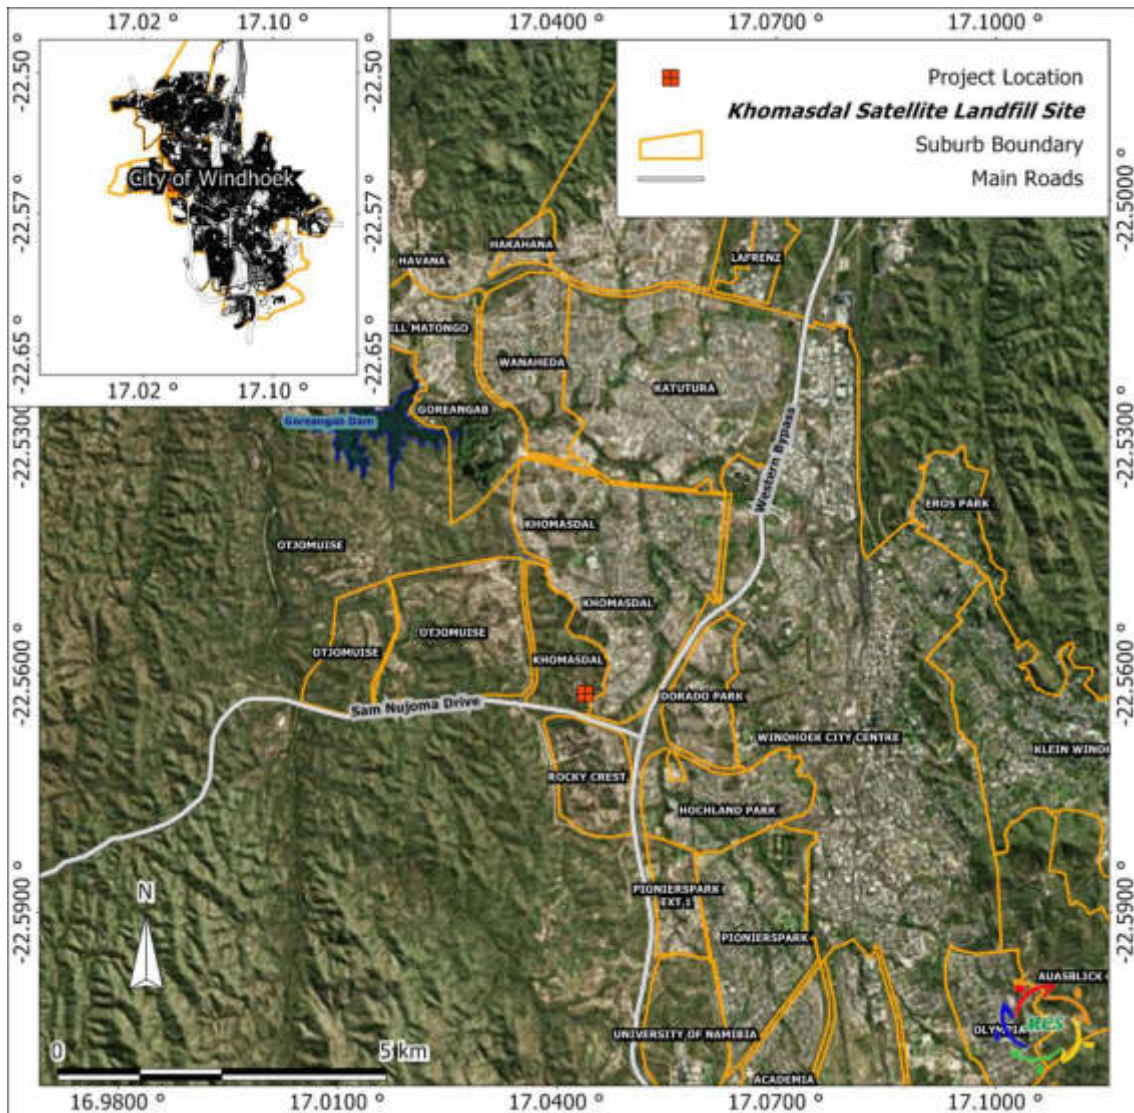 17.02 °
17.10 °
17.0400 °
17.0700 °
17.1000 °
-22.50 °
-22.57 °
-22.65 °
City of Windhoek
-22.50 °
-22.57 °
-22.65 °
17.02 °
17.10 °
Project Location
Khomasdal Satellite Landfill Site
Suburb Boundary
Main Roads
-22.5000 °
HAKAHANA
HAVANA
LAFRENZ
MATONGO
WANAHEDA
KATUTURA
GOREANGAB
Goreangab Dam
Western Bypass
-22.5300 °
-22.5300 °
EROS PARK
KHOMASDAL
OTJOMUISE
KHOMASDAL
OTJOMUISE
OTJOMUISE
KHOMASDAL
-22.5600 °
-22.5600 °
DORADO PARK
Sam Nujoma Drive
WINDHOEK CITY CENTRE
KLEIN
ROCKY CREST
HOCHLAND PARK
-22.5900 °
-22.5900 °
N
PIONIERSPARK
EXT.1
PIONIERSPARK
AUASBLICK
OLYMPIA
UNIVERSITY OF NAMIBIA
ACADEMIA
0
5 km
16.9800 °
17.0100 °
17.0400 °
17.0700 °
17.1000 °